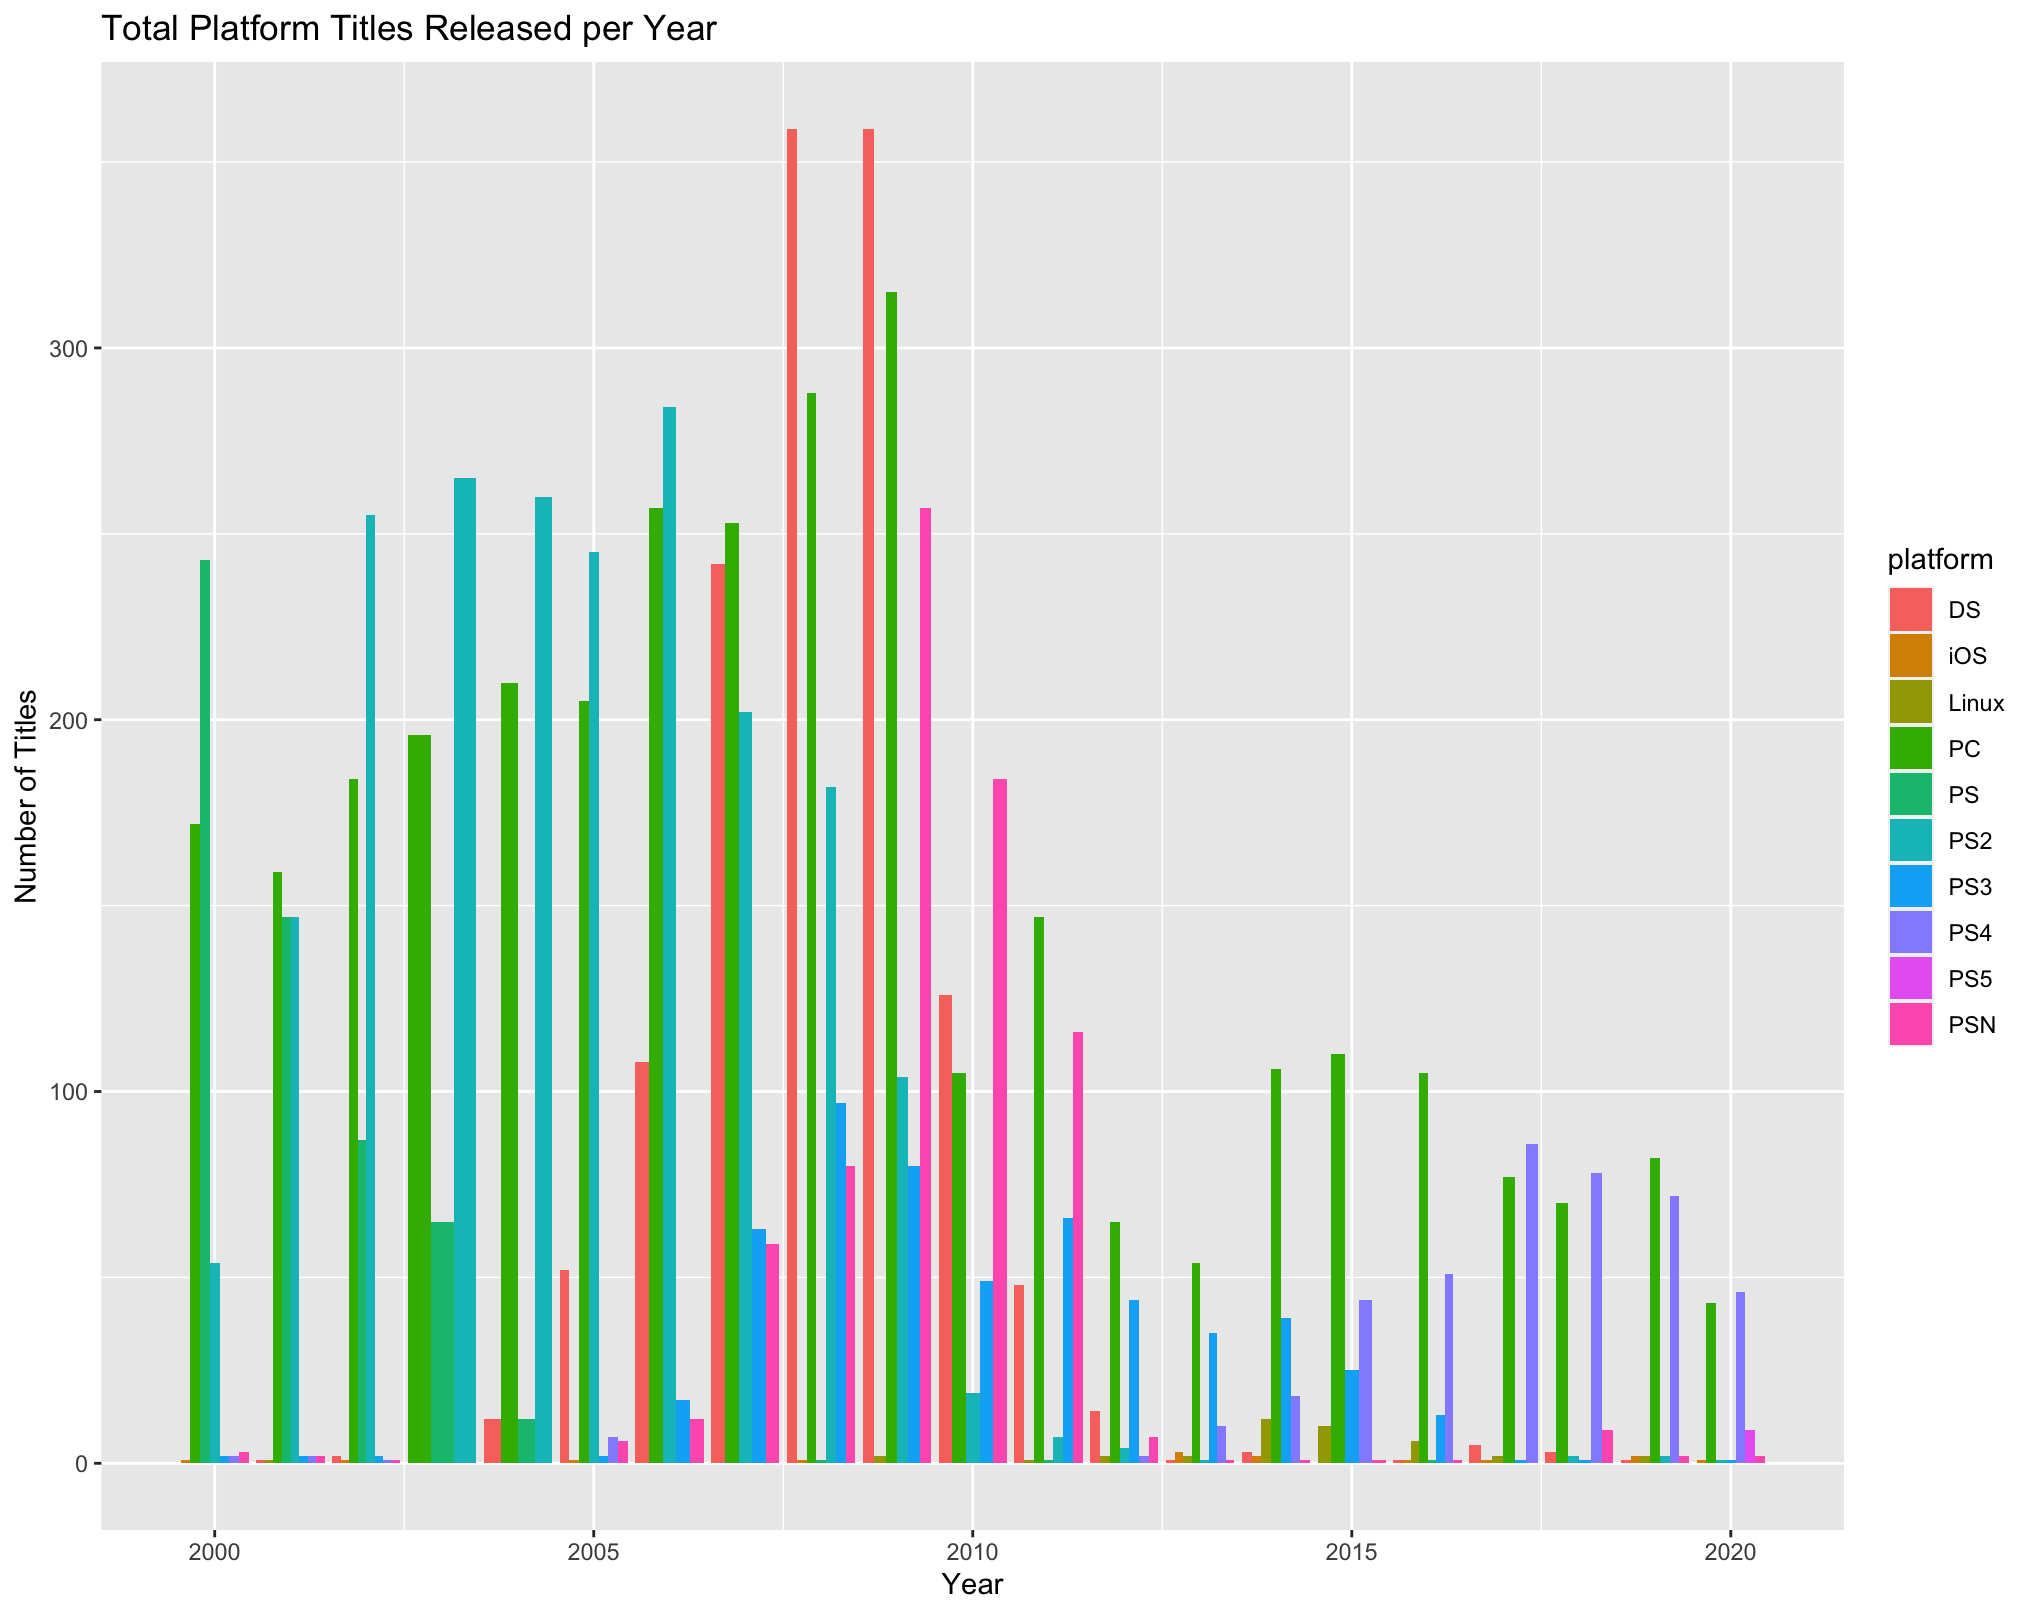 Total Platform Titles Released per Year
Number of Titles
300
200
100
0
2000 2005 2010 2015 2020
Year
platform
DS
iOS
Linux
PC
PS
PS2
PS3
PS4
PS5
PSN